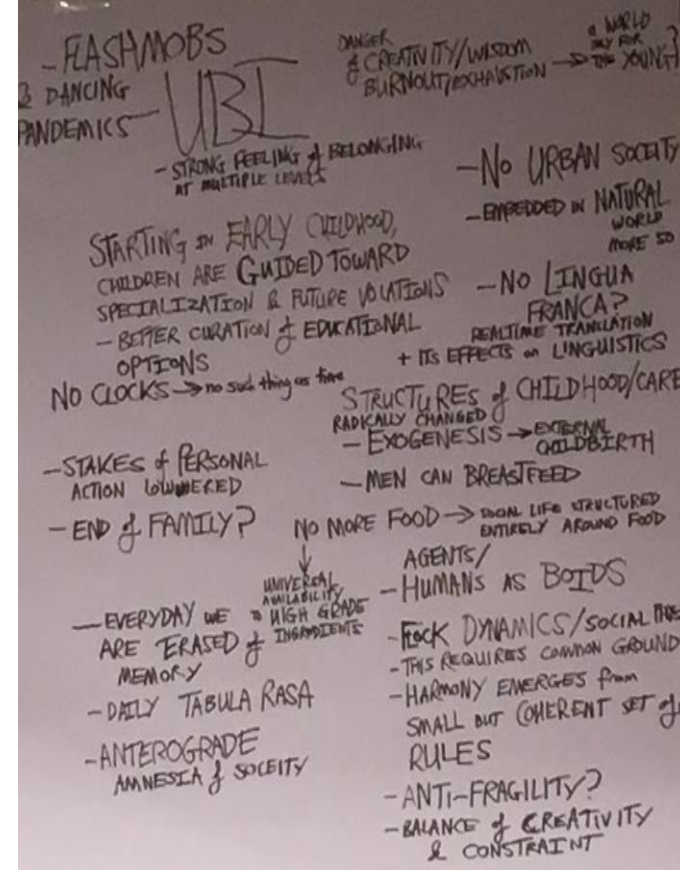 - FLASHMOBS
& DANCING
PANDEMICS -
UBI
- STRONG FEELING of BELONGING
AT MULTIPLE LEVELS
DANGER
of CREATIVITY/WISDOM
BURNOUT/EXHAUSTION →
a WORLD
ONLY FOR
THE YOUNG?
- NO URBAN SOCEITY
- EMBEDDED IN NATURAL
WORLD
MORE SO
STARTING IN EARLY CHILDHOOD,
CHILDREN ARE GUIDED TOWARD
SPECIALIZATION & FUTURE VOCATIONS
- BETTER CURATION of EDUCATIONAL
OPTIONS
- NO LINGUA
FRANCA?
REALTIME TRANSLATION
+ ITS EFFECTS on LINGUISTICS
NO CLOCKS → no such thing as time
STRUCTURES of CHILDHOOD/CARE
RADICALLY CHANGED
- EXOGENESIS → EXTERNAL
CHILDBIRTH
- MEN CAN BREASTFEED
- STAKES of PERSONAL
ACTION LOWERED
- END of FAMILY?
NO MORE FOOD → SOCIAL LIFE STRUCTURED
ENTIRELY AROUND FOOD
↓
UNIVERSAL
AVAILABILITY
of HIGH GRADE
INGREDIENTS
- EVERYDAY WE
ARE ERASED of
MEMORY
- DAILY TABULA RASA
- ANTEROGRADE
AMNESIA of SOCEITY
AGENTS/
- HUMANS AS BOIDS
- FLOCK DYNAMICS/SOCIAL
- THIS REQUIRES COMMON GROUND
- HARMONY EMERGES from
SMALL BUT COHERENT SET of
RULES
- ANTI-FRAGILITY?
- BALANCE of CREATIVITY
& CONSTRAINT